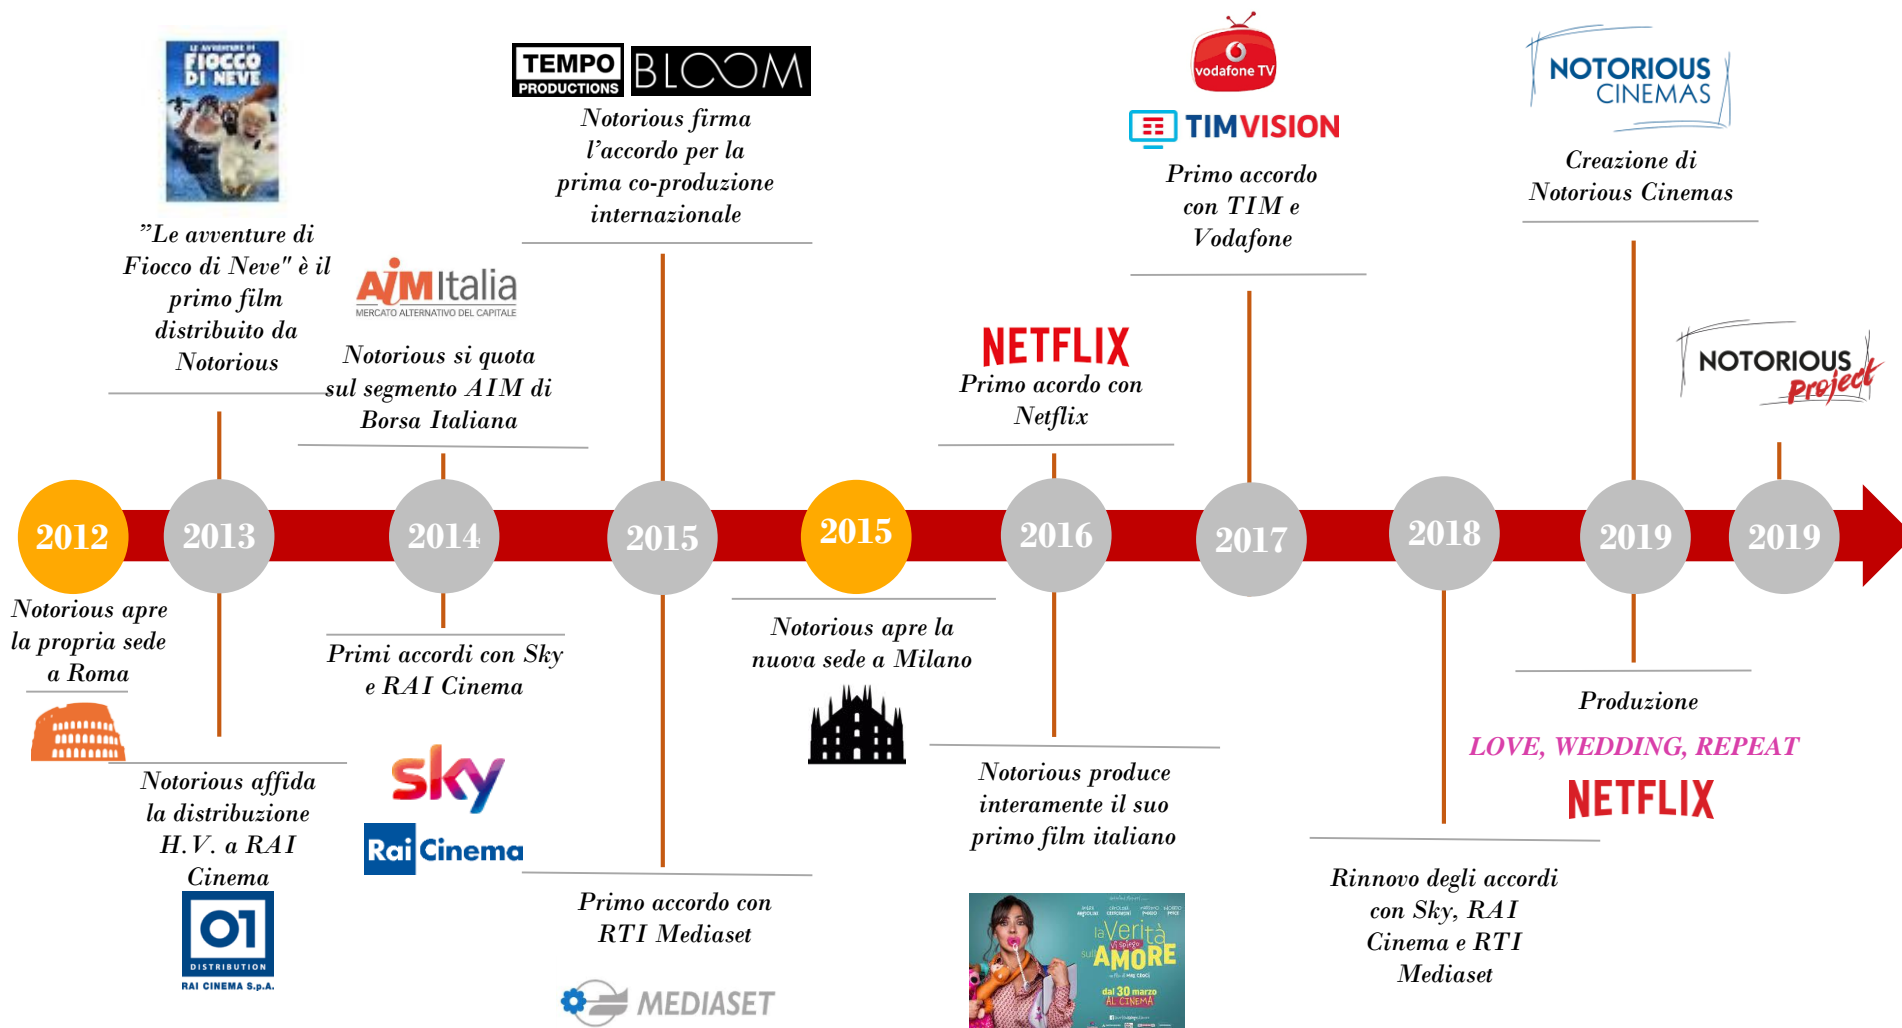 LE AVVENTURE DI
FIOCCO
DI NEVE
”Le avventure di
Fiocco di Neve" è il
primo film
distribuito da
Notorious
AIM Italia
MERCATO ALTERNATIVO DEL CAPITALE
Notorious si quota
sul segmento AIM di
Borsa Italiana
TEMPO
PRODUCTIONS
BLOOM
Notorious firma
l’accordo per la
prima co-produzione
internazionale
NETFLIX
Primo acordo con
Netflix
vodafone TV
TIMVISION
Primo accordo
con TIM e
Vodafone
NOTORIOUS
CINEMAS
Creazione di
Notorious Cinemas
NOTORIOUS
Project
2012
2013
2014
2015
2015
2016
2017
2018
2019
2019
Notorious apre
la propria sede
a Roma
Notorious affida
la distribuzione
H.V. a RAI
Cinema
01
DISTRIBUTION
RAI CINEMA S.p.A.
Primi accordi con Sky
e RAI Cinema
sky
Rai Cinema
Primo accordo con
RTI Mediaset
MEDIASET
Notorious apre la
nuova sede a Milano
Notorious produce
interamente il suo
primo film italiano
la Verità
Vi spiego
sull'
AMORE
dal 30 marzo
AL CINEMA
Rinnovo degli accordi
con Sky, RAI
Cinema e RTI
Mediaset
Produzione
LOVE, WEDDING, REPEAT
NETFLIX